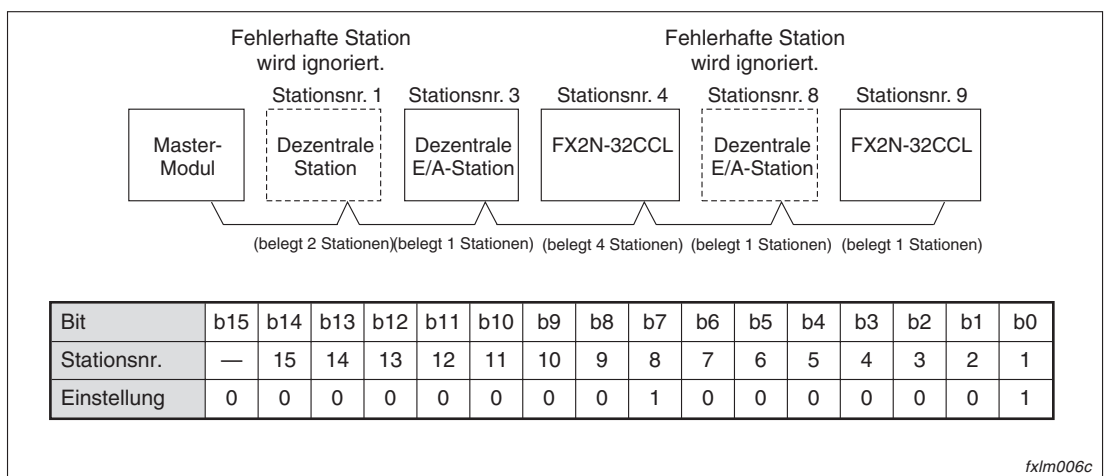 Fehlerhafte Station
wird ignoriert.
Fehlerhafte Station
wird ignoriert.
Stationsnr. 1 Stationsnr. 3 Stationsnr. 4 Stationsnr. 8 Stationsnr. 9
Master-
Modul
Dezentrale
Station
Dezentrale
E/A-Station
FX2N-32CCL
Dezentrale
E/A-Station
FX2N-32CCL
(belegt 2 Stationen)(belegt 1 Stationen) (belegt 4 Stationen) (belegt 1 Stationen) (belegt 1 Stationen)
Bit b15 b14 b13 b12 b11 b10 b9 b8 b7 b6 b5 b4 b3 b2 b1 b0
Stationsnr. — 15 14 13 12 11 10 9 8 7 6 5 4 3 2 1
Einstellung 0 0 0 0 0 0 0 0 1 0 0 0 0 0 0 1
fxlm006c